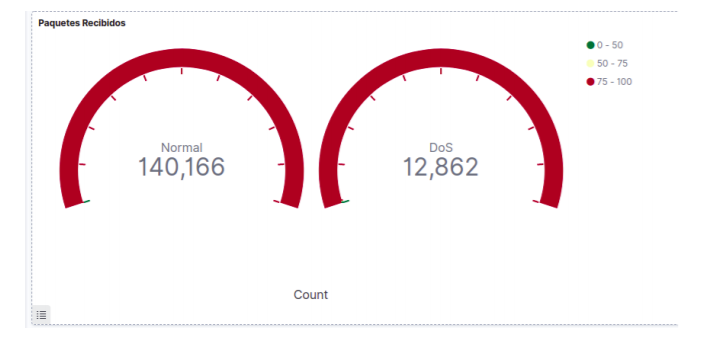 Paquetes Recibidos
0 - 50
50 - 75
75 - 100
Normal
140,166
DoS
12,862
Count